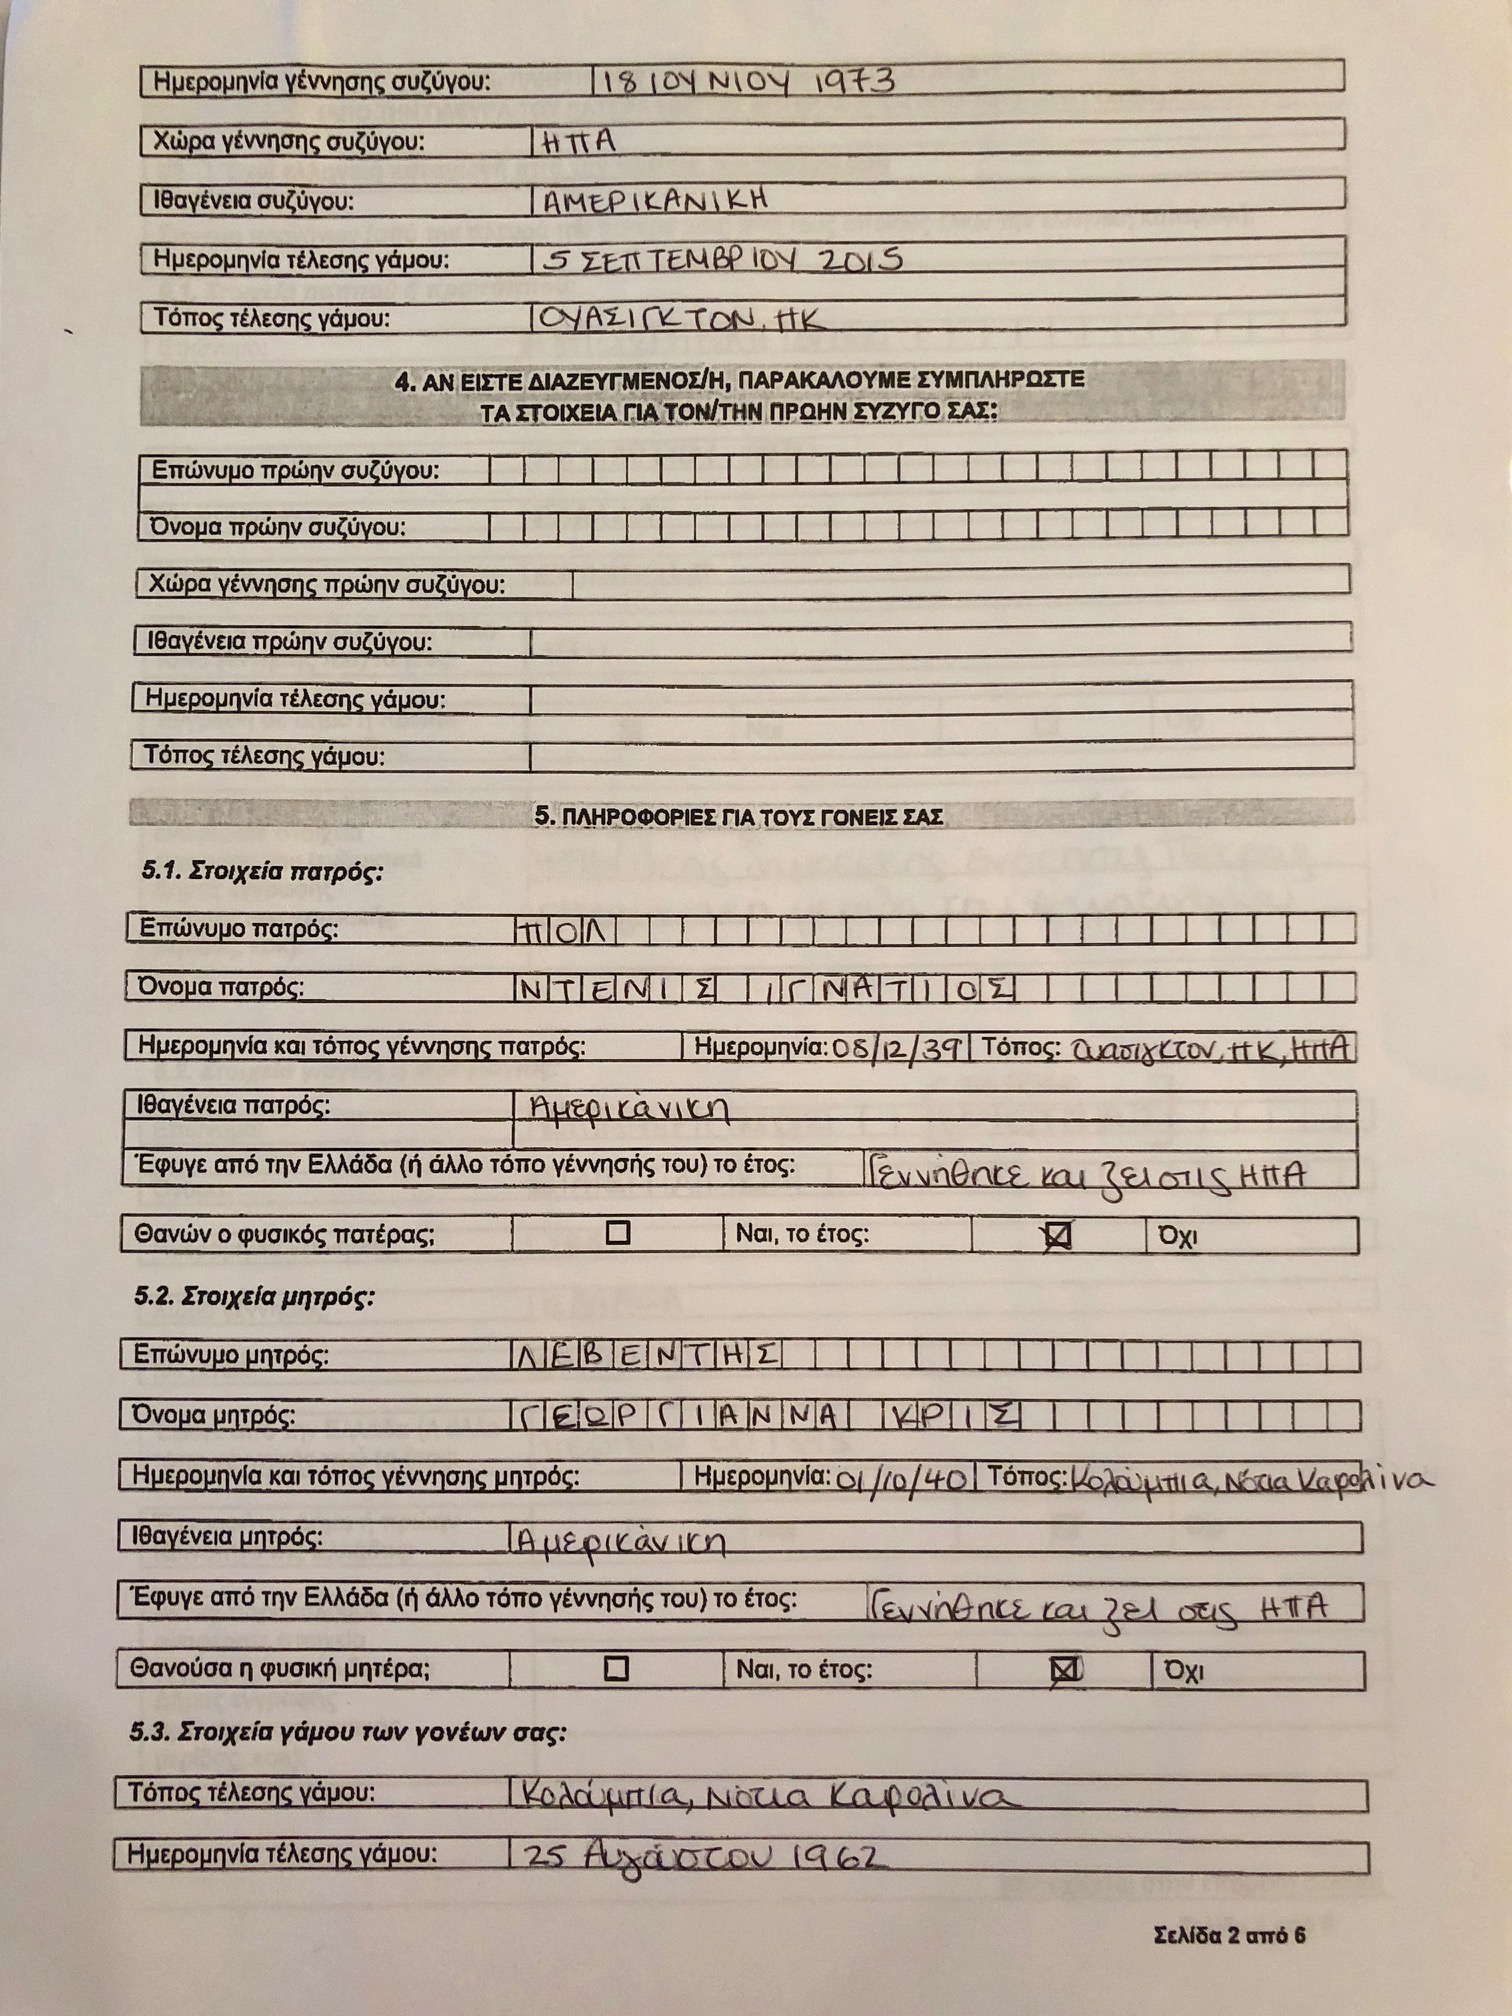 Ημερομηνία γέννησης συζύγου: 18 ΙΟΥΝΙΟΥ 1973
Χώρα γέννησης συζύγου: ΗΠΑ
Ιθαγένεια συζύγου: ΑΜΕΡΙΚΑΝΙΚΗ
Ημερομηνία τέλεσης γάμου: 5 ΣΕΠΤΕΜΒΡΙΟΥ 2015
Τόπος τέλεσης γάμου: ΟΥΑΣΙΓΚΤΟΝ, ΠΚ
4. ΑΝ ΕΙΣΤΕ ΔΙΑΖΕΥΓΜΕΝΟΣ/Η, ΠΑΡΑΚΑΛΟΥΜΕ ΣΥΜΠΛΗΡΩΣΤΕ
ΤΑ ΣΤΟΙΧΕΙΑ ΓΙΑ ΤΟΝ/ΤΗΝ ΠΡΩΗΝ ΣΥΖΥΓΟ ΣΑΣ:
Επώνυμο πρώην συζύγου:
Όνομα πρώην συζύγου:
Χώρα γέννησης πρώην συζύγου:
Ιθαγένεια πρώην συζύγου:
Ημερομηνία τέλεσης γάμου:
Τόπος τέλεσης γάμου:
5. ΠΛΗΡΟΦΟΡΙΕΣ ΓΙΑ ΤΟΥΣ ΓΟΝΕΙΣ ΣΑΣ
5.1. Στοιχεία πατρός:
Επώνυμο πατρός: ΠΟΛ
Όνομα πατρός: ΝΤΕΝΙΣ ΙΓΝΑΤΙΟΣ
Ημερομηνία και τόπος γέννησης πατρός: Ημερομηνία: 08/12/39 Τόπος: Ουασιγκτον, ΠΚ, ΗΠΑ
Ιθαγένεια πατρός: Αμερικάνικη
Έφυγε από την Ελλάδα (ή άλλο τόπο γέννησής του) το έτος: Γεννήθηκε και ζει στις ΗΠΑ
Θανών ο φυσικός πατέρας; ☐ Ναι, το έτος: ☒ Όχι
5.2. Στοιχεία μητρός:
Επώνυμο μητρός: ΛΕΒΕΝΤΗΣ
Όνομα μητρός: ΓΕΩΡΓΙΑΝΝΑ ΚΡΙΣ
Ημερομηνία και τόπος γέννησης μητρός: Ημερομηνία: 01/10/40 Τόπος: Κολάμπια, Νότια Καρολίνα
Ιθαγένεια μητρός: Αμερικάνικη
Έφυγε από την Ελλάδα (ή άλλο τόπο γέννησής του) το έτος: Γεννήθηκε και ζει στις ΗΠΑ
Θανούσα η φυσική μητέρα; ☐ Ναι, το έτος: ☒ Όχι
5.3. Στοιχεία γάμου των γονέων σας:
Τόπος τέλεσης γάμου: Κολάμπια, Νότια Καρολίνα
Ημερομηνία τέλεσης γάμου: 25 Αυγόυστου 1962
Σελίδα 2 από 6